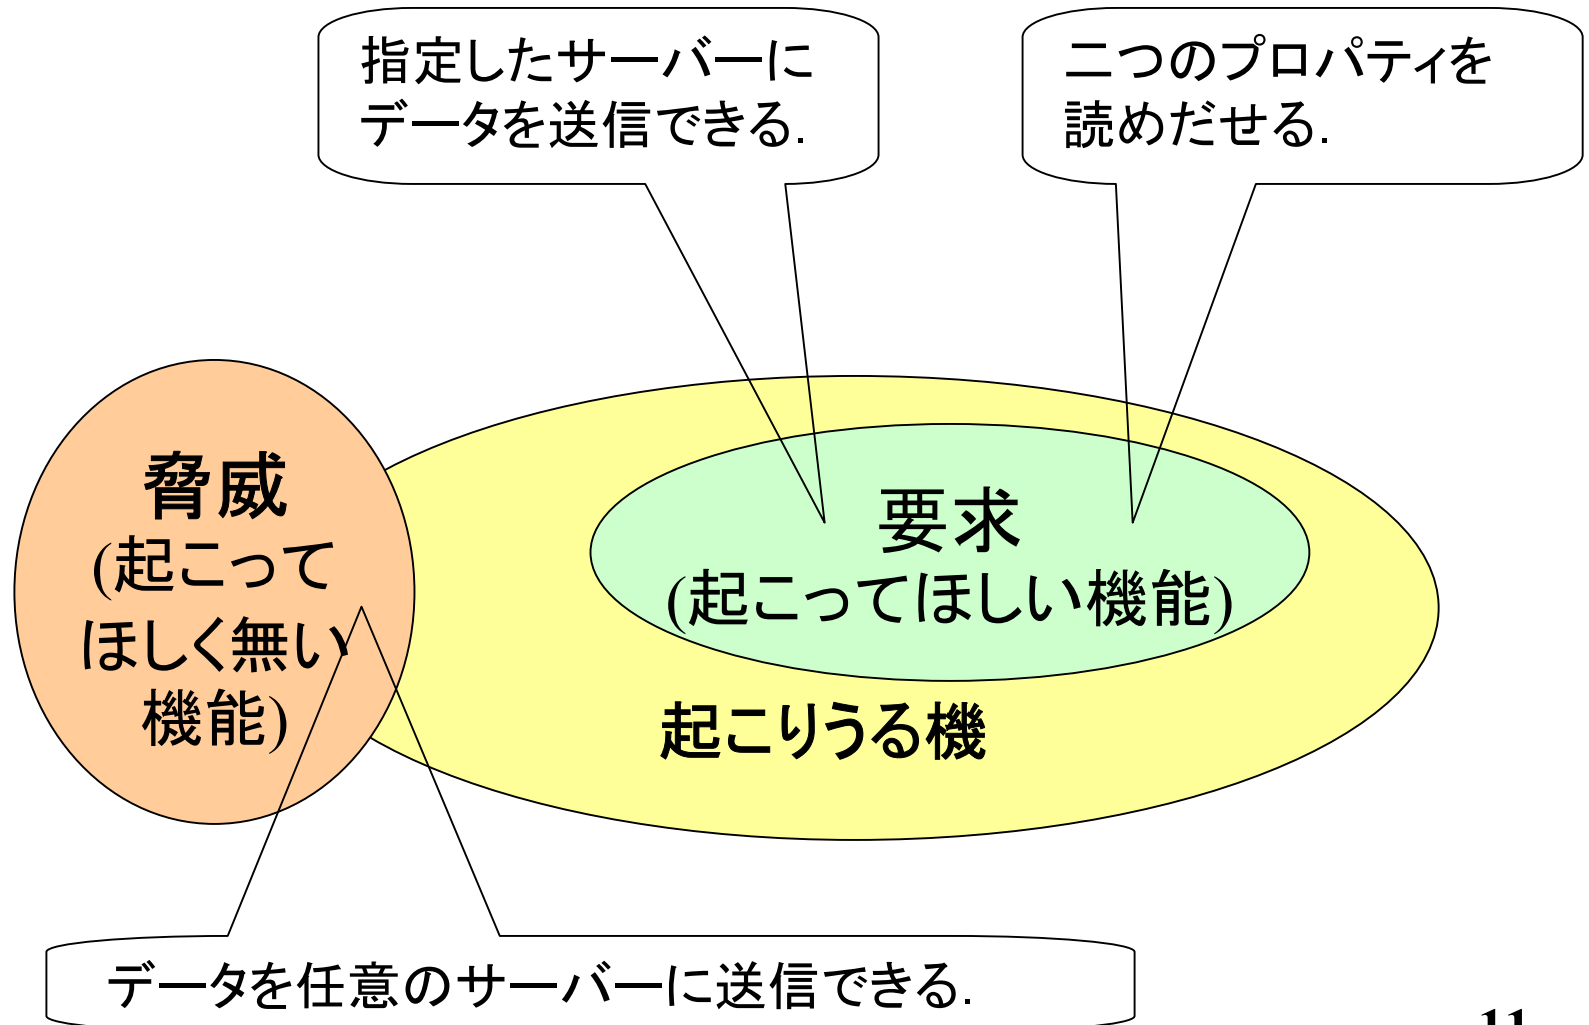 指定したサーバーに
データを送信できる.
二つのプロパティを
読めだせる.
脅威
(起こって
ほしく無い
機能)
要求
(起こってほしい機能)
起こりうる機
データを任意のサーバーに送信できる.
11